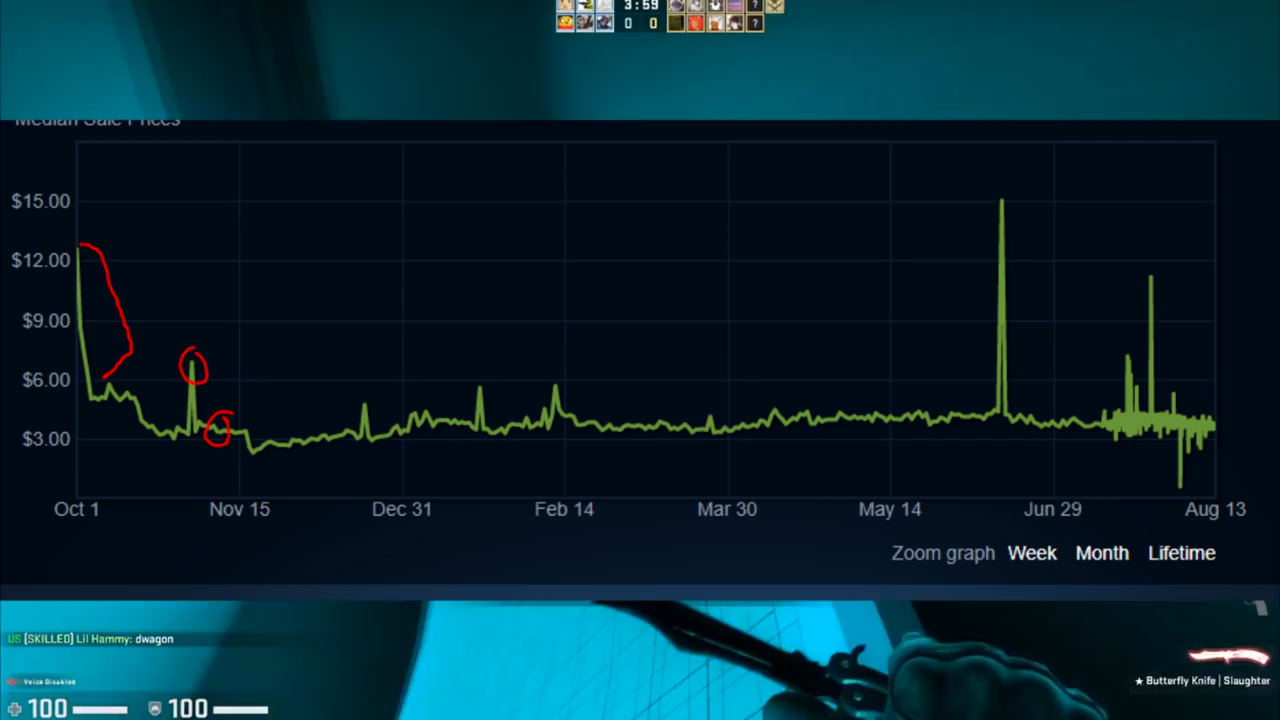 3:59
0 0
? 
?
Median Sale Prices
$15.00
$12.00
$9.00
$6.00
$3.00
Oct 1 Nov 15 Dec 31 Feb 14 Mar 30 May 14 Jun 29 Aug 13
Zoom graph Week Month Lifetime
US [SKILLED] Lil Hammy: dwagon
Voice Disabled
★ Butterfly Knife | Slaughter
100 100